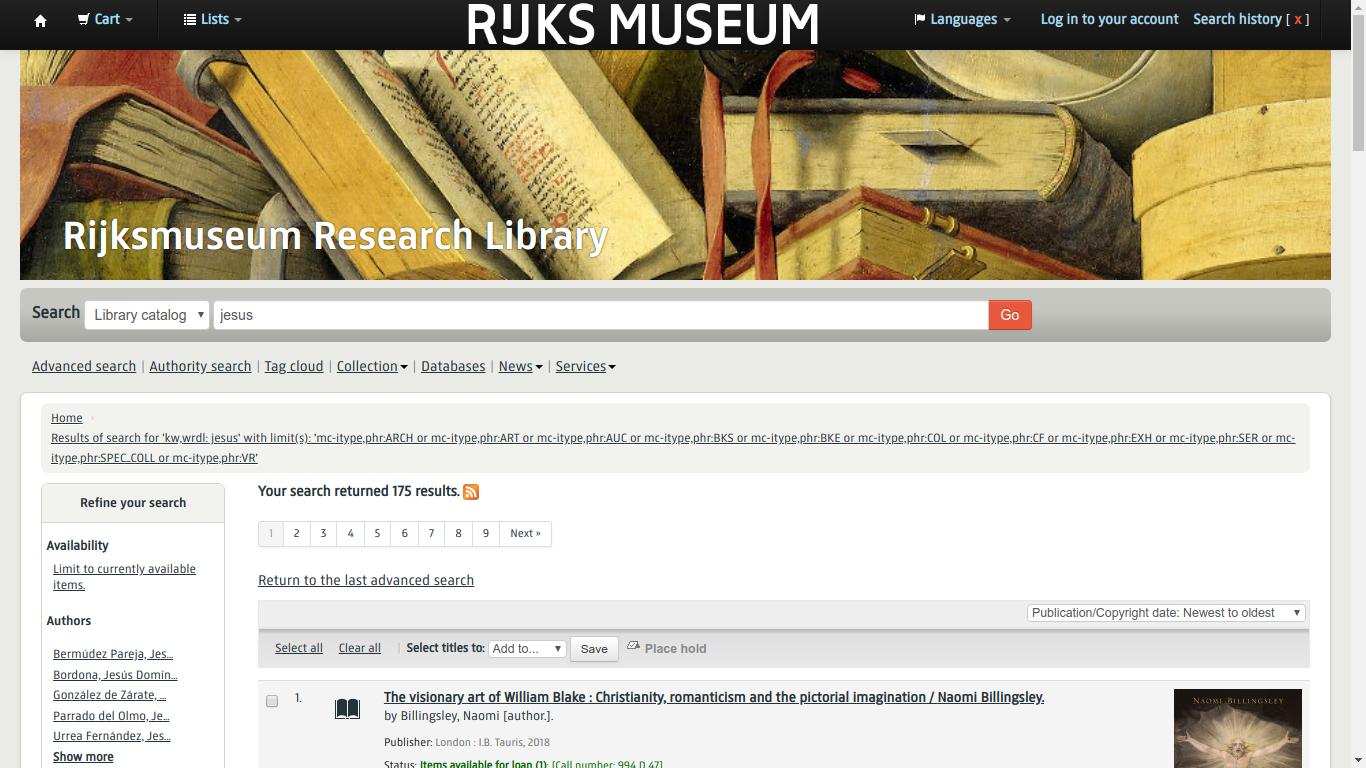 Cart
Lists
RIJKS MUSEUM
Languages
Log in to your account
Search history [ x ]
Rijksmuseum Research Library
Search
Library catalog
jesus
Go
Advanced search | Authority search | Tag cloud | Collection | Databases | News | Services
Home
Results of search for 'kw,wrdl: jesus' with limit(s): 'mc-itype,phr:ARCH or mc-itype,phr:ART or mc-itype,phr:AUC or mc-itype,phr:BKS or mc-itype,phr:BKE or mc-itype,phr:COL or mc-itype,phr:CF or mc-itype,phr:EXH or mc-itype,phr:SER or mc-
itype,phr:SPEC_COLL or mc-itype,phr:VR'
Refine your search
Availability
Limit to currently available
items.
Authors
Bermúdez Pareja, Jes...
Bordona, Jesús Domín...
González de Zárate, ...
Parrado del Olmo, Je...
Urrea Fernández, Jes...
Show more
Your search returned 175 results.
1 2 3 4 5 6 7 8 9 Next »
Return to the last advanced search
Publication/Copyright date: Newest to oldest
Select all Clear all | Select titles to: Add to... Save Place hold
1.
The visionary art of William Blake : Christianity, romanticism and the pictorial imagination / Naomi Billingsley.
by Billingsley, Naomi [author.].
Publisher: London : I.B. Tauris, 2018
Status: Items available for loan (1): [Call number: 994 D 47]
NAOMI BILLINGSLEY